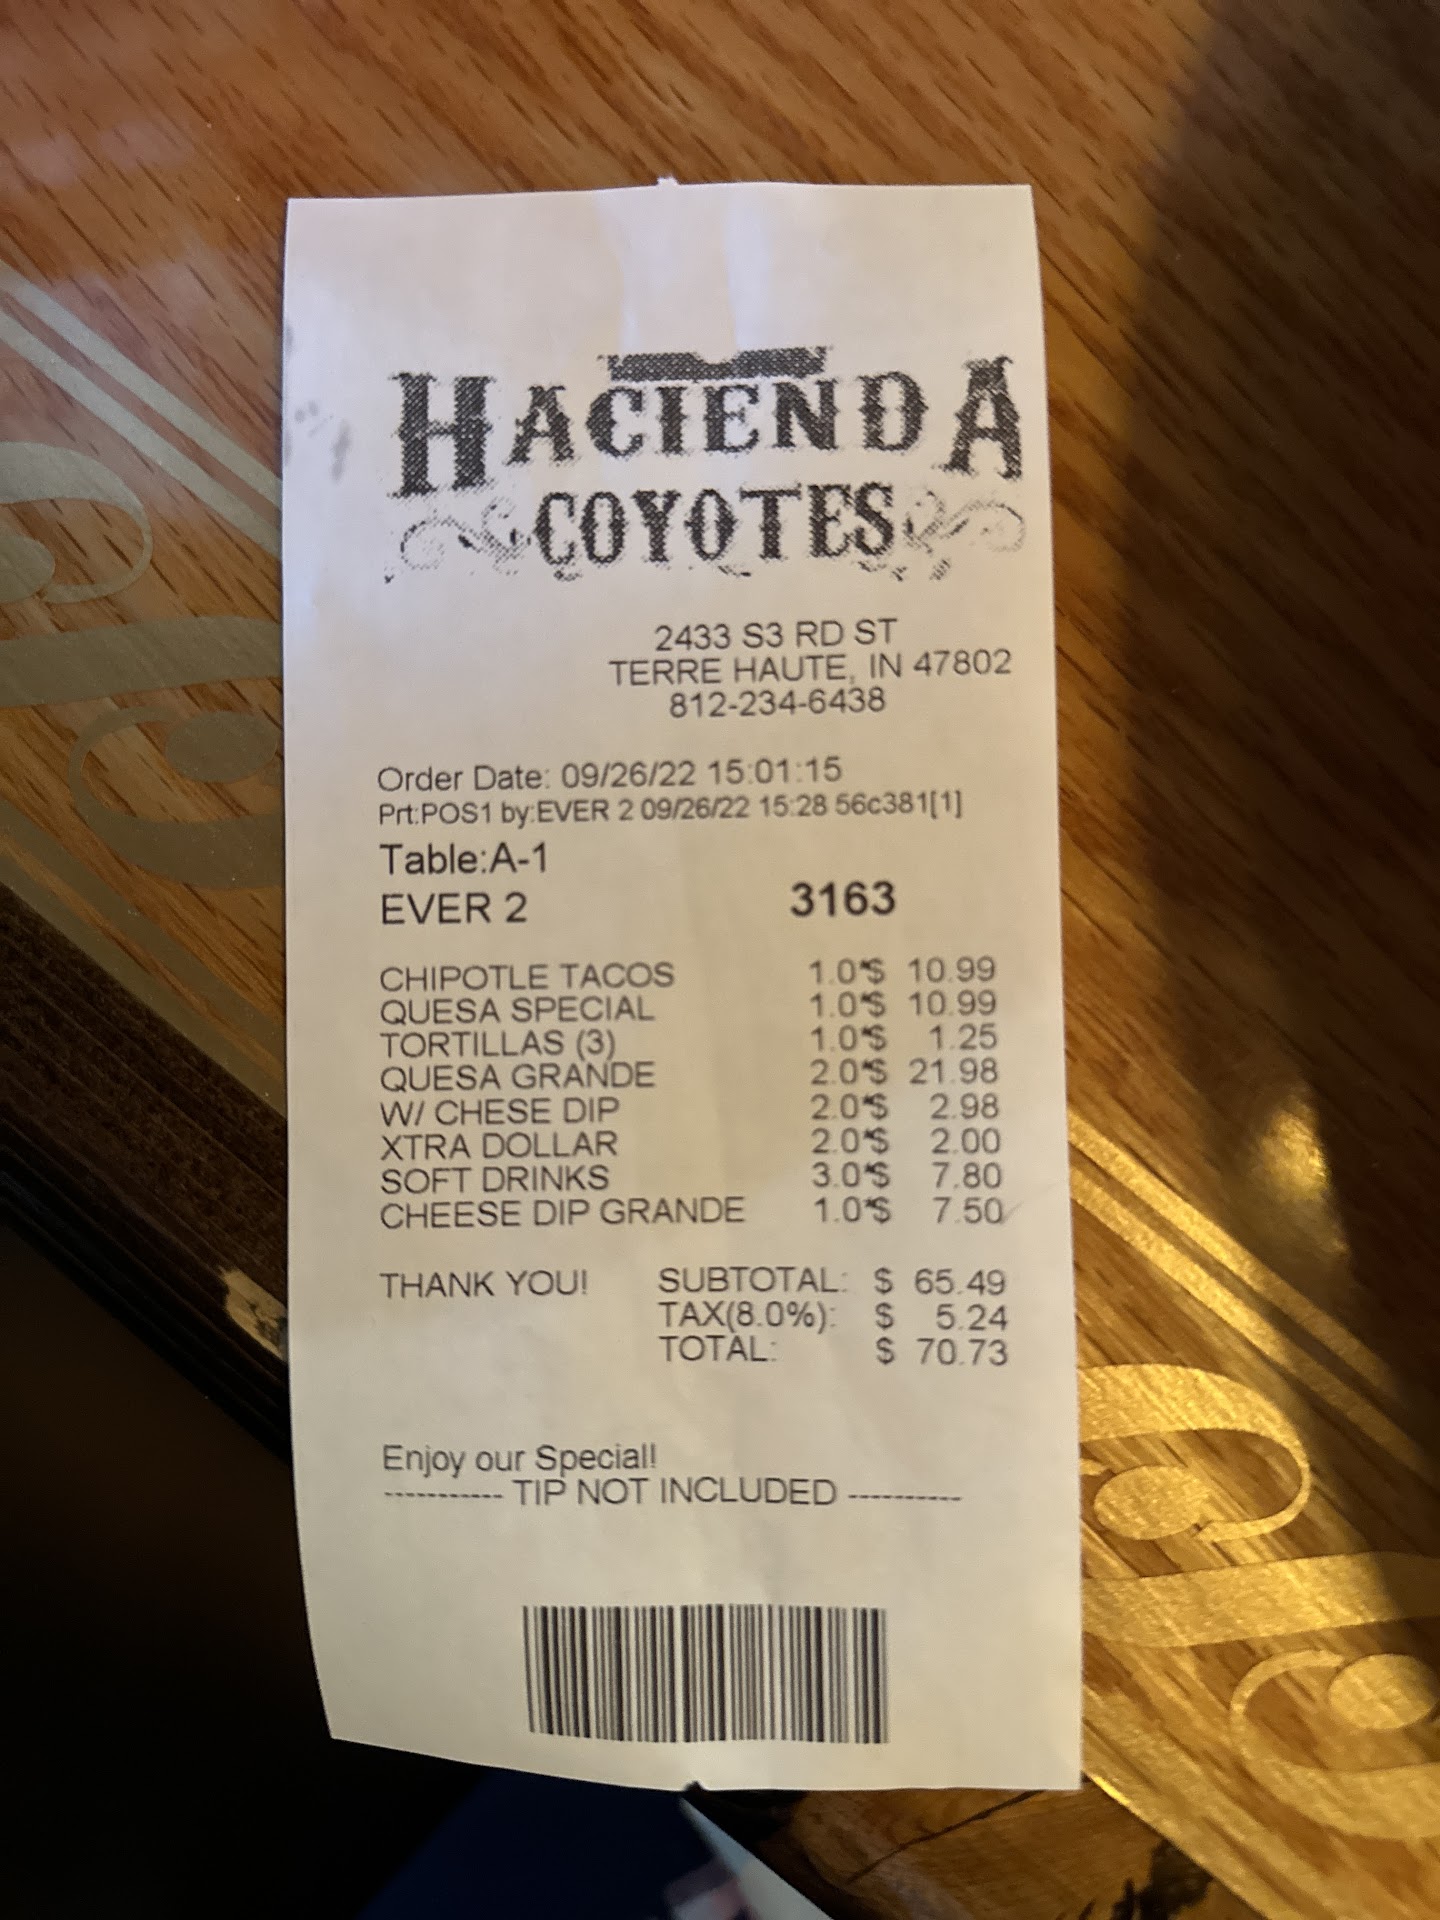 HACIENDA
COYOTES
2433 S3 RD ST
TERRE HAUTE, IN 47802
812-234-6438
Order Date: 09/26/22 15:01:15
Prt:POS1 by:EVER 2 09/26/22 15:28 56c381[1]
Table:A-1
EVER 2 3163
CHIPOTLE TACOS 1.0*$ 10.99
QUESA SPECIAL 1.0*$ 10.99
TORTILLAS (3) 1.0*$ 1.25
QUESA GRANDE 2.0*$ 21.98
W/ CHESE DIP 2.0*$ 2.98
XTRA DOLLAR 2.0*$ 2.00
SOFT DRINKS 3.0*$ 7.80
CHEESE DIP GRANDE 1.0*$ 7.50
THANK YOU! SUBTOTAL: $ 65.49
TAX(8.0%): $ 5.24
TOTAL: $ 70.73
Enjoy our Special!
----------- TIP NOT INCLUDED -----------